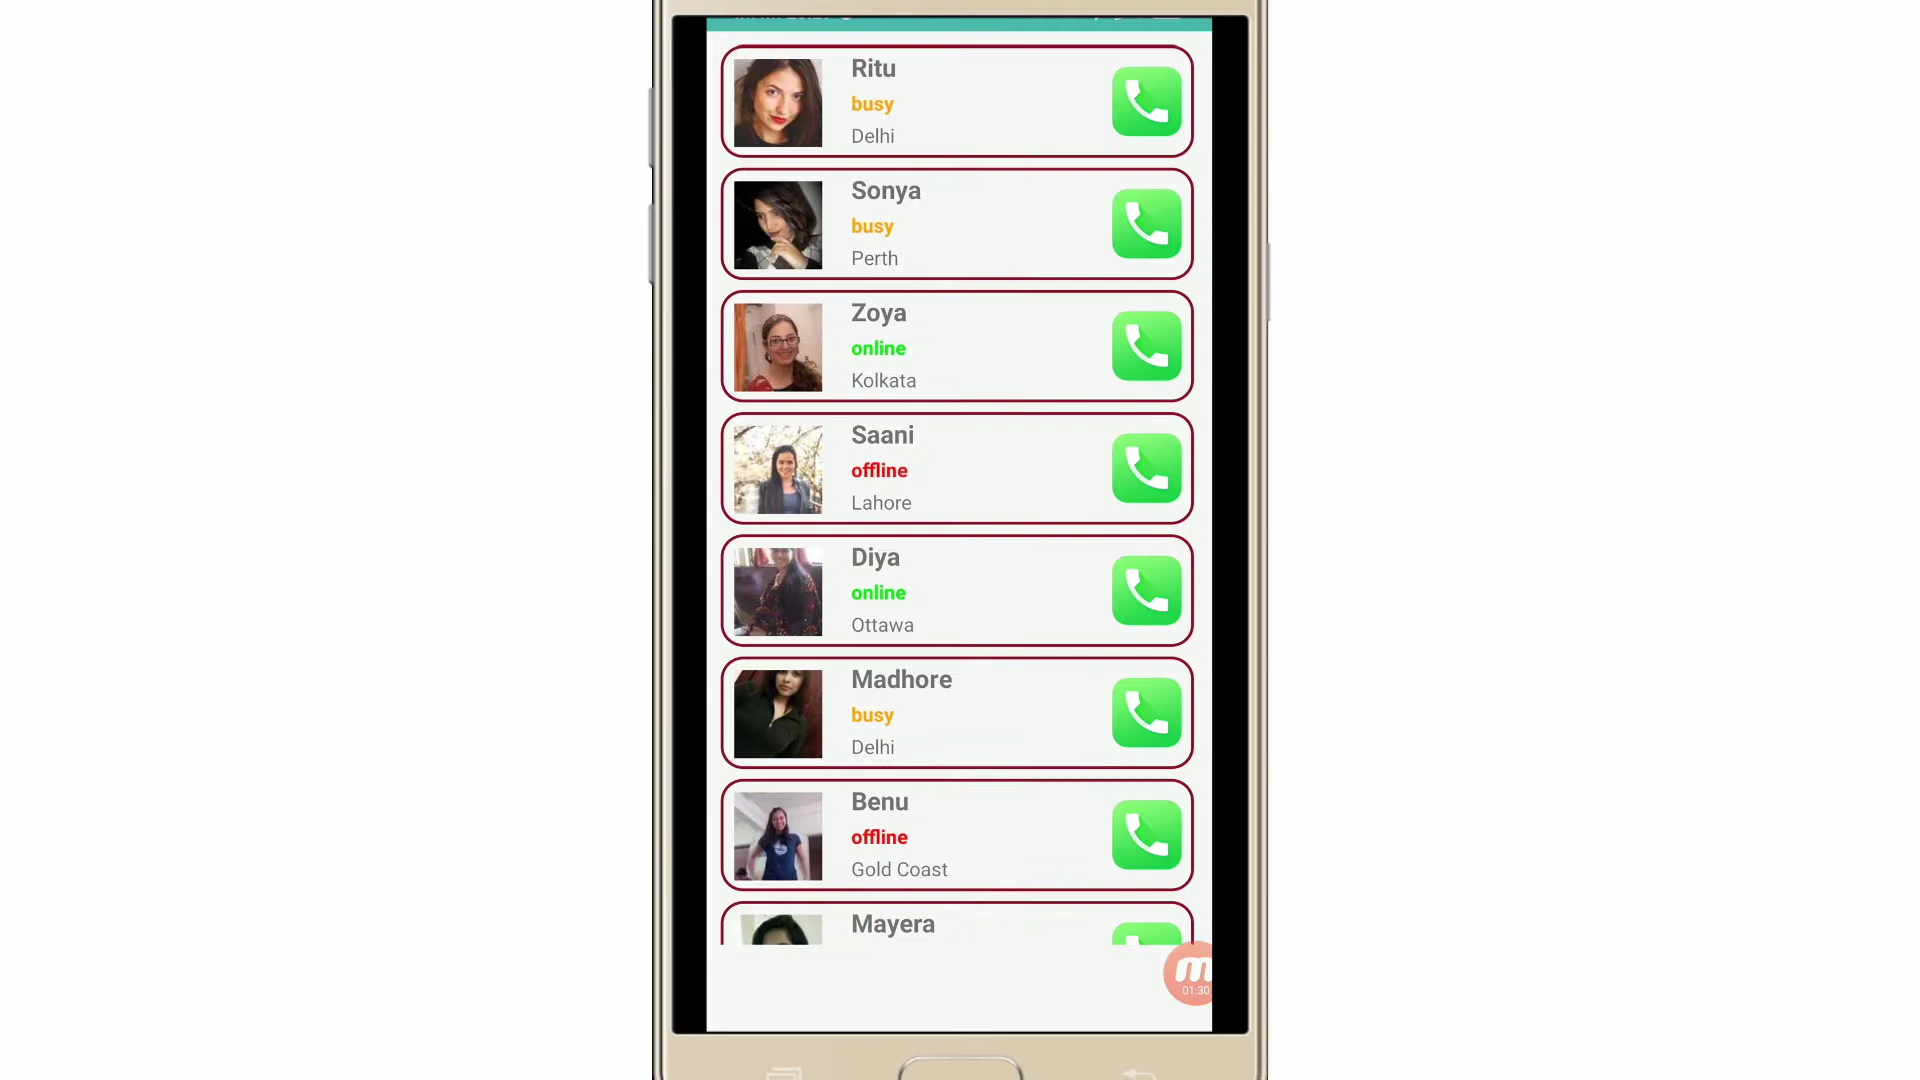 Ritu
busy
Delhi
Sonya
busy
Perth
Zoya
online
Kolkata
Saani
offline
Lahore
Diya
online
Ottawa
Madhore
busy
Delhi
Benu
offline
Gold Coast
Mayera
m
01:30